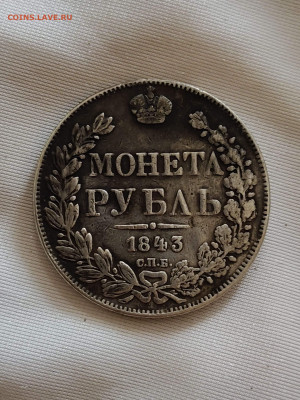 COINS.LAVE.RU
МОНЕТА
РУБЛЬ
1843
С.П.Б.